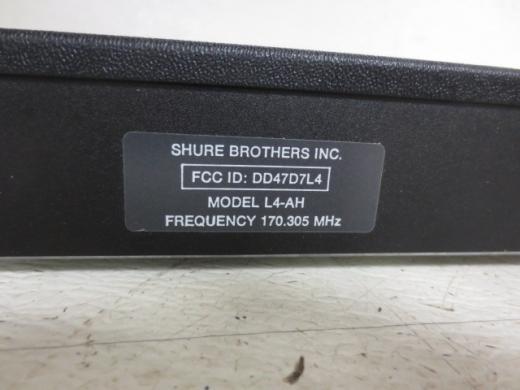 SHURE BROTHERS INC.
FCC ID: DD47D7L4
MODEL L4-AH
FREQUENCY 170.305 MHz